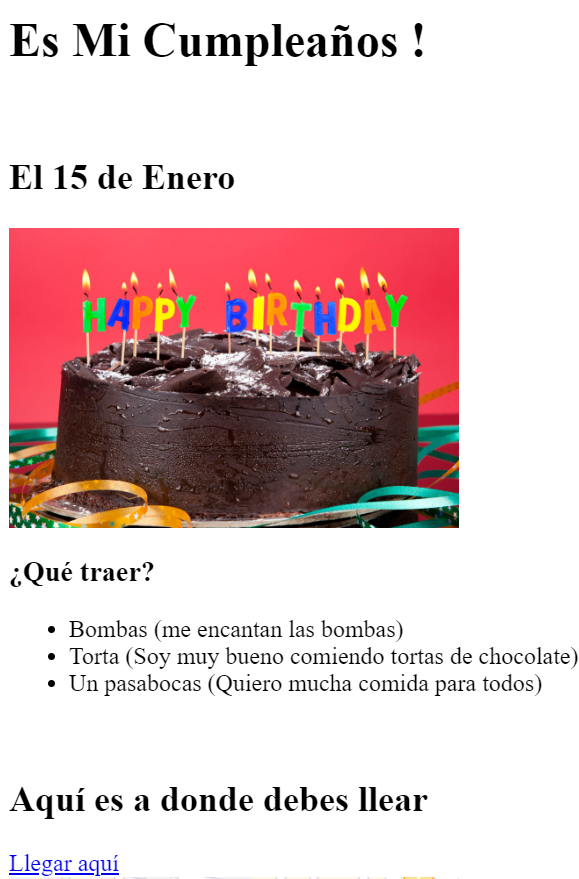 Es Mi Cumpleaños !
El 15 de Enero
HAPPY BIRTHDAY
¿Qué traer?
• Bombas (me encantan las bombas)
• Torta (Soy muy bueno comiendo tortas de chocolate)
• Un pasabocas (Quiero mucha comida para todos)
Aquí es a donde debes llear
Llegar aquí